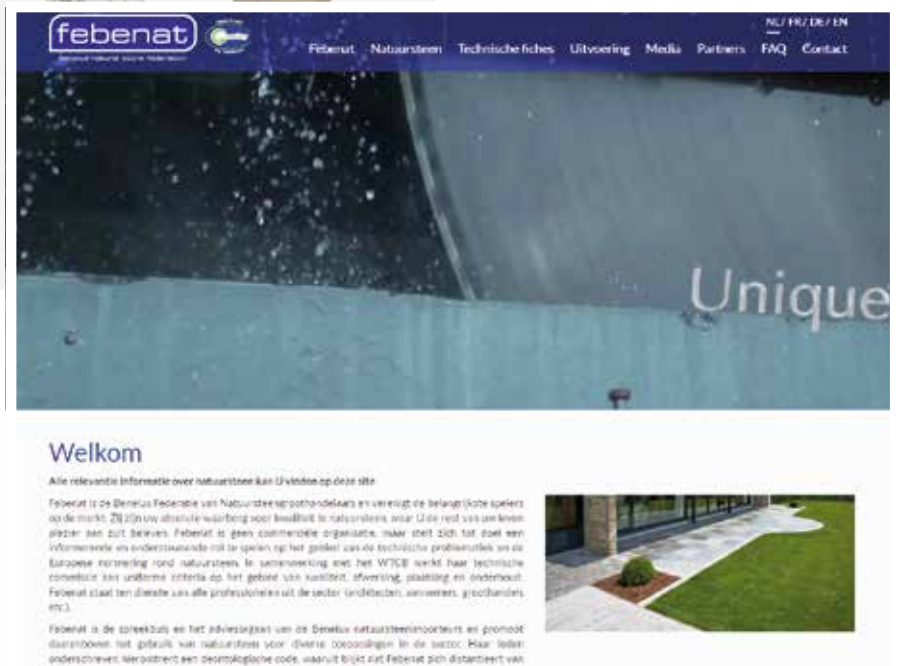 febenat
benelux natural stone federation
NL/ FR/ DE/ EN
Febenat Natuursteen Technische fiches Uitvoering Media Partners FAQ Contact
Unique
Welkom
Alle relevantie informatie over natuursteen kan U vinden op deze site
Febenat is de Benelux Federatie van Natuursteengroothandelaars en verenigt de belangrijkste spelers
op de markt. Zij zijn uw absolute waarborg voor kwaliteit in natuursteen, waar U de rest van uw leven
plezier aan zult beleven. Febenat is geen commerciële organisatie, maar stelt zich tot doel een
informerende en ondersteunende rol te spelen op het gebied van de technische problematiek en de
Europese normering rond natuursteen. In samenwerking met het WTCB werkt haar technische
commissie aan uniforme criteria op het gebied van kwaliteit, afwerking, plaatsing en onderhoud.
Febenat staat ten dienste van alle professionelen uit de sector (architecten, aannemers, groothandels
etc.).
Febenat is de spreekbuis en het adviesorgaan van de Benelux natuursteenimporteurs en promoot
daarenboven het gebruik van natuursteen voor diverse toepassingen in de sector. Haar leden
onderschreven hieromtrent een deontologische code, waaruit blijkt dat Febenat zich distantieert van